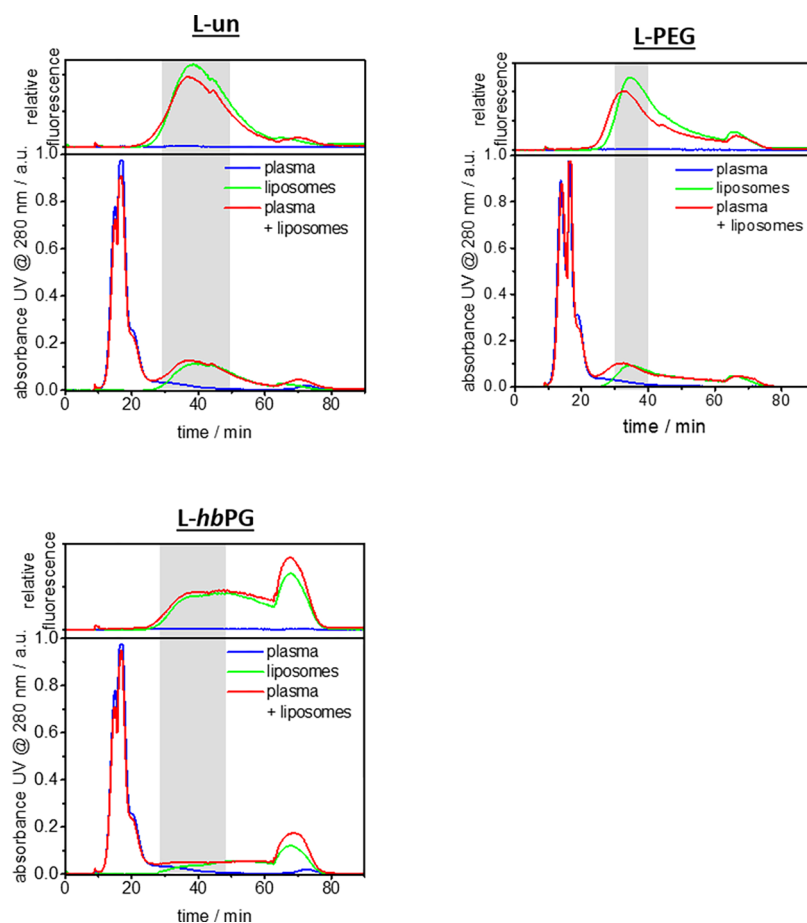 L-un
relative
fluorescence
absorbance UV @ 280 nm / a.u.
1.0
0.8
0.6
0.4
0.2
0.0
plasma
liposomes
plasma
+ liposomes
0 20 40 60 80
time / min
L-PEG
relative
fluorescence
absorbance UV @ 280 nm / a.u.
1.0
0.8
0.6
0.4
0.2
0.0
plasma
liposomes
plasma
+ liposomes
0 20 40 60 80
time / min
L-hbPG
relative
fluorescence
absorbance UV @ 280 nm / a.u.
1.0
0.8
0.6
0.4
0.2
0.0
plasma
liposomes
plasma
+ liposomes
0 20 40 60 80
time / min